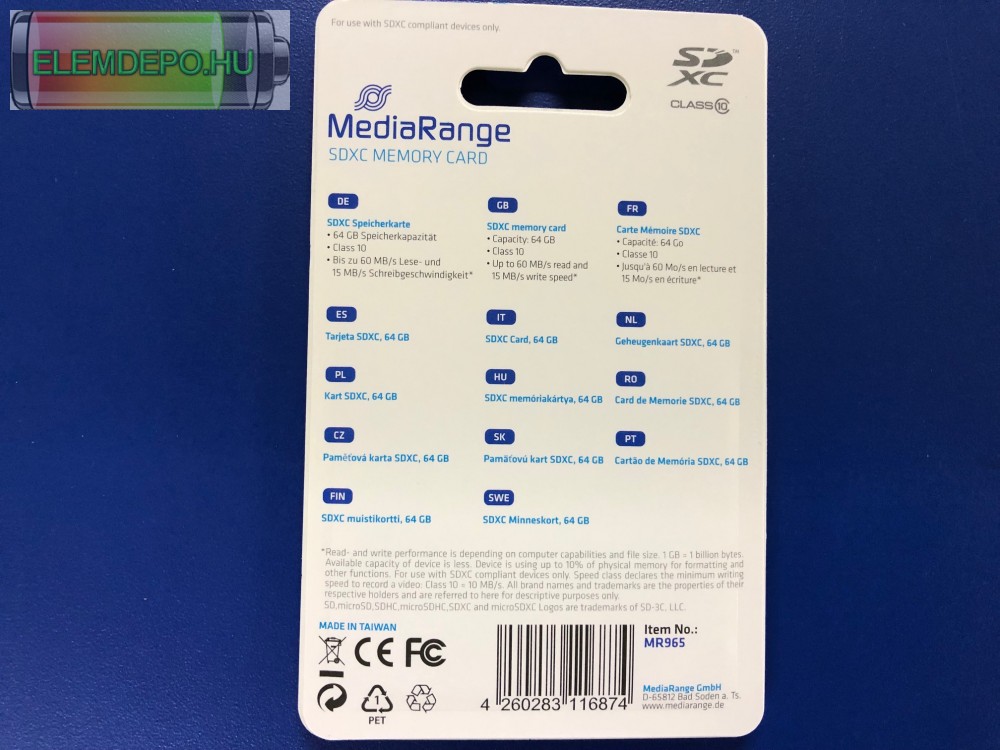 ELEMDEPO.HU
For use with SDXC compliant devices only.
SD™
XC
CLASS 10
MediaRange
SDXC MEMORY CARD
DE
SDXC Speicherkarte
• 64 GB Speicherkapazität
• Class 10
• Bis zu 60 MB/s Lese- und
15 MB/s Schreibgeschwindigkeit*
GB
SDXC memory card
• Capacity: 64 GB
• Class 10
• Up to 60 MB/s read and
15 MB/s write speed*
FR
Carte Mémoire SDXC
• Capacité: 64 Go
• Classe 10
• Jusqu'à 60 Mo/s en lecture et
15 Mo/s en écriture*
ES
Tarjeta SDXC, 64 GB
IT
SDXC Card, 64 GB
NL
Geheugenkaart SDXC, 64 GB
PL
Kart SDXC, 64 GB
HU
SDXC memóriakártya, 64 GB
RO
Card de Memorie SDXC, 64 GB
CZ
Paměťová karta SDXC, 64 GB
SK
Pamäťovú kart SDXC, 64 GB
PT
Cartão de Memória SDXC, 64 GB
FIN
SDXC muistikortti, 64 GB
SWE
SDXC Minneskort, 64 GB
*Read- and write performance is depending on computer capabilities and file size. 1 GB = 1 billion bytes.
Available capacity of device is less. Device is using up to 10% of physical memory for formatting and
other functions. For use with SDXC compliant devices only. Speed class declares the minimum writing
speed to record a video: Class 10 = 10 MB/s. All brand names and trademarks are the properties of their
respective holders and are referred to here for descriptive purposes only.
SD,microSD,SDHC,microSDHC,SDXC and microSDXC Logos are trademarks of SD-3C, LLC.
MADE IN TAIWAN
CE FC
1
PET
4 260283 116874
Item No.:
MR965
MediaRange GmbH
D-65812 Bad Soden a. Ts.
www.mediarange.de